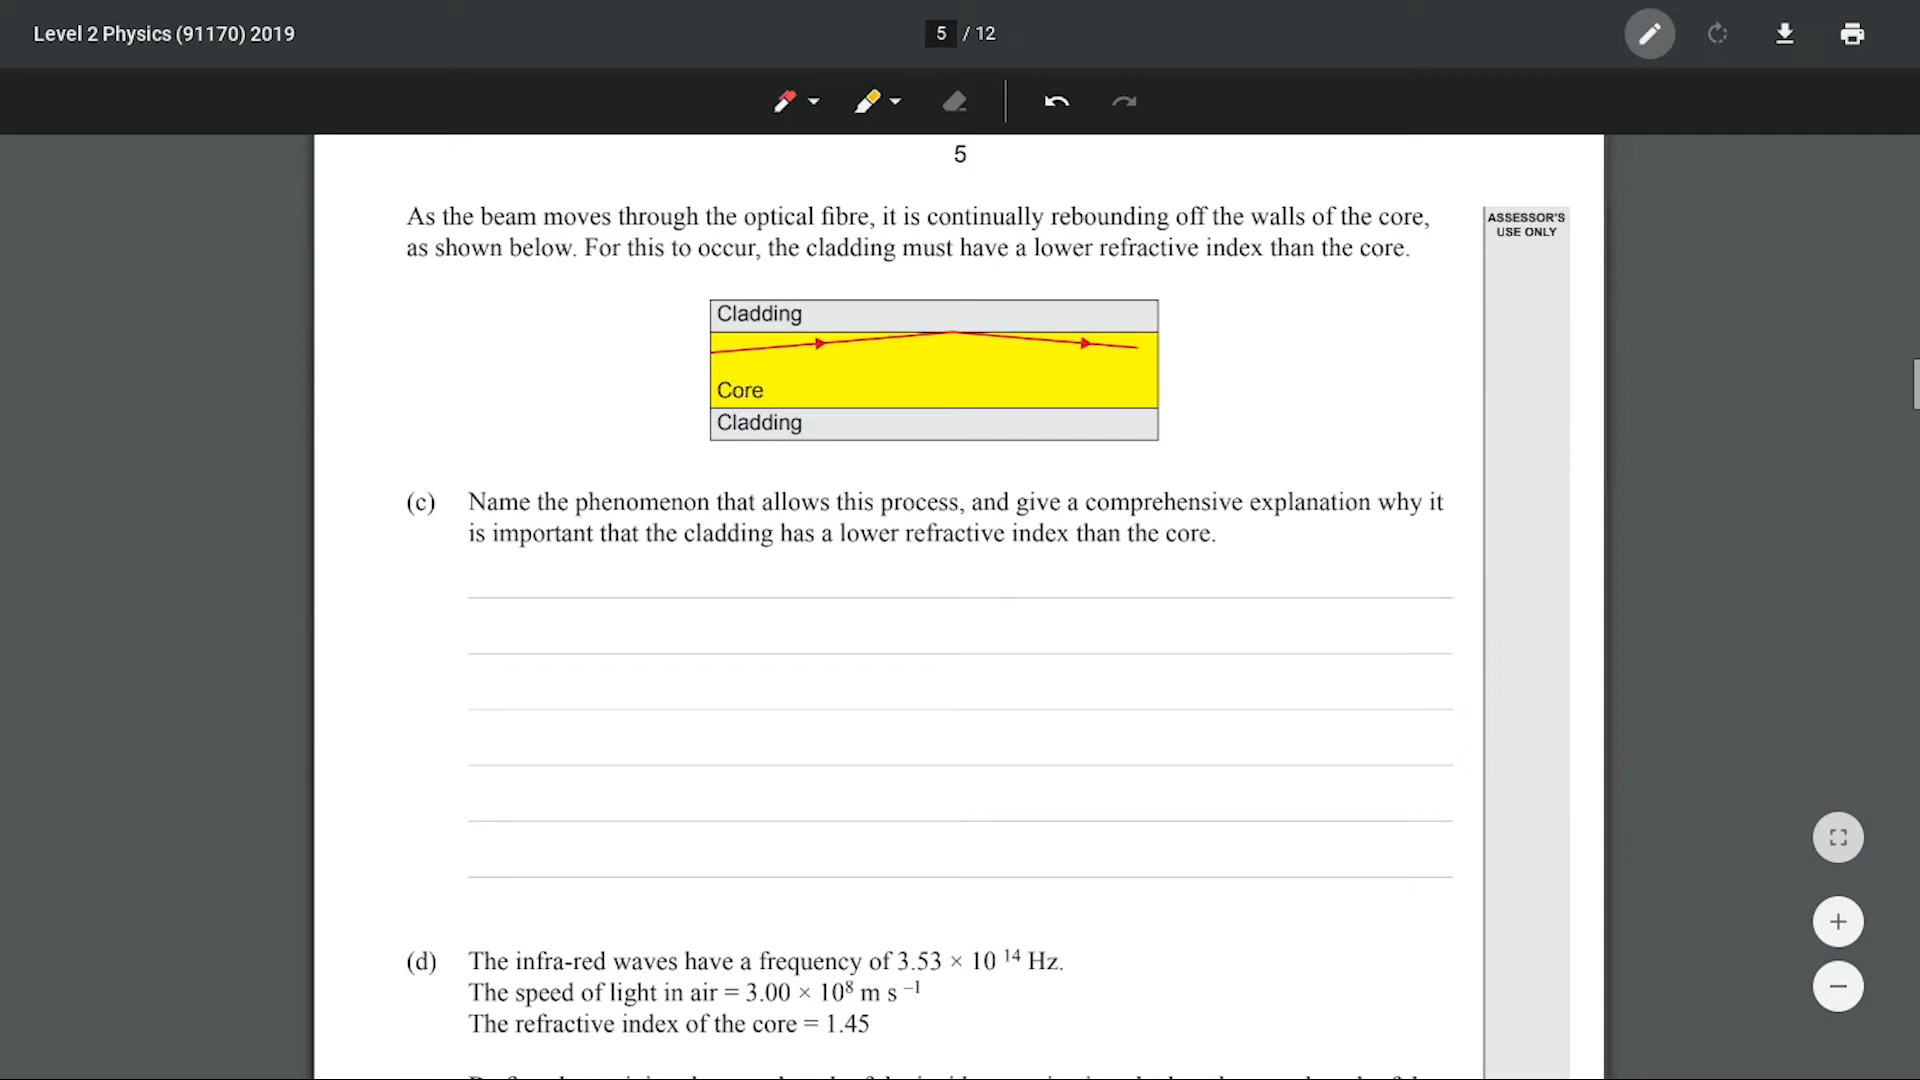 Level 2 Physics (91170) 2019
5 / 12
5
As the beam moves through the optical fibre, it is continually rebounding off the walls of the core,
as shown below. For this to occur, the cladding must have a lower refractive index than the core.
ASSESSOR'S
USE ONLY
Cladding
Core
Cladding
(c) Name the phenomenon that allows this process, and give a comprehensive explanation why it
is important that the cladding has a lower refractive index than the core.
(d) The infra-red waves have a frequency of 3.53 × 10 ¹⁴ Hz.
The speed of light in air = 3.00 × 10⁸ m s ⁻¹
The refractive index of the core = 1.45